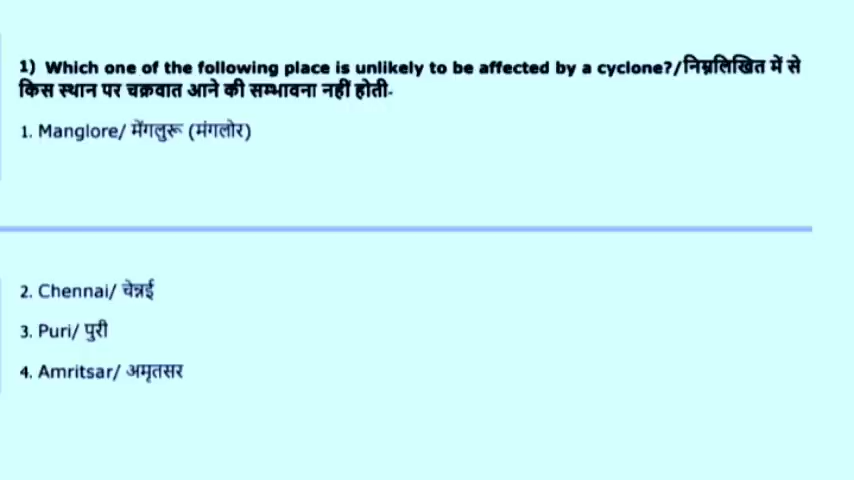 1) Which one of the following place is unlikely to be affected by a cyclone?/निम्नलिखित में से
किस स्थान पर चक्रवात आने की सम्भावना नहीं होती-
1. Manglore/ मेंगलुरू (मंगलोर)
2. Chennai/ चेन्नई
3. Puri/ पुरी
4. Amritsar/ अमृतसर